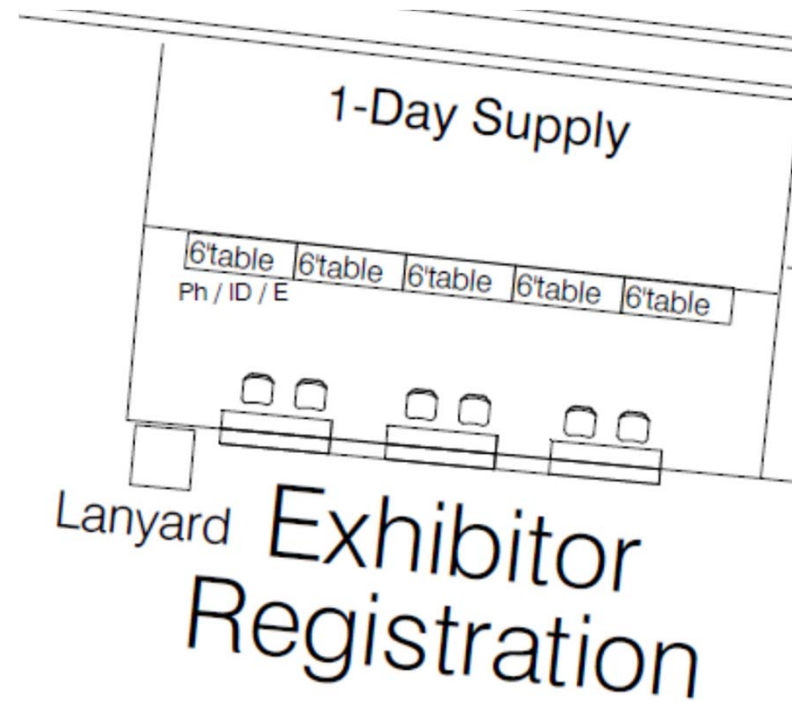 1-Day Supply
6'table 6'table 6'table 6'table 6'table
Ph / ID / E
Lanyard
Exhibitor
Registration